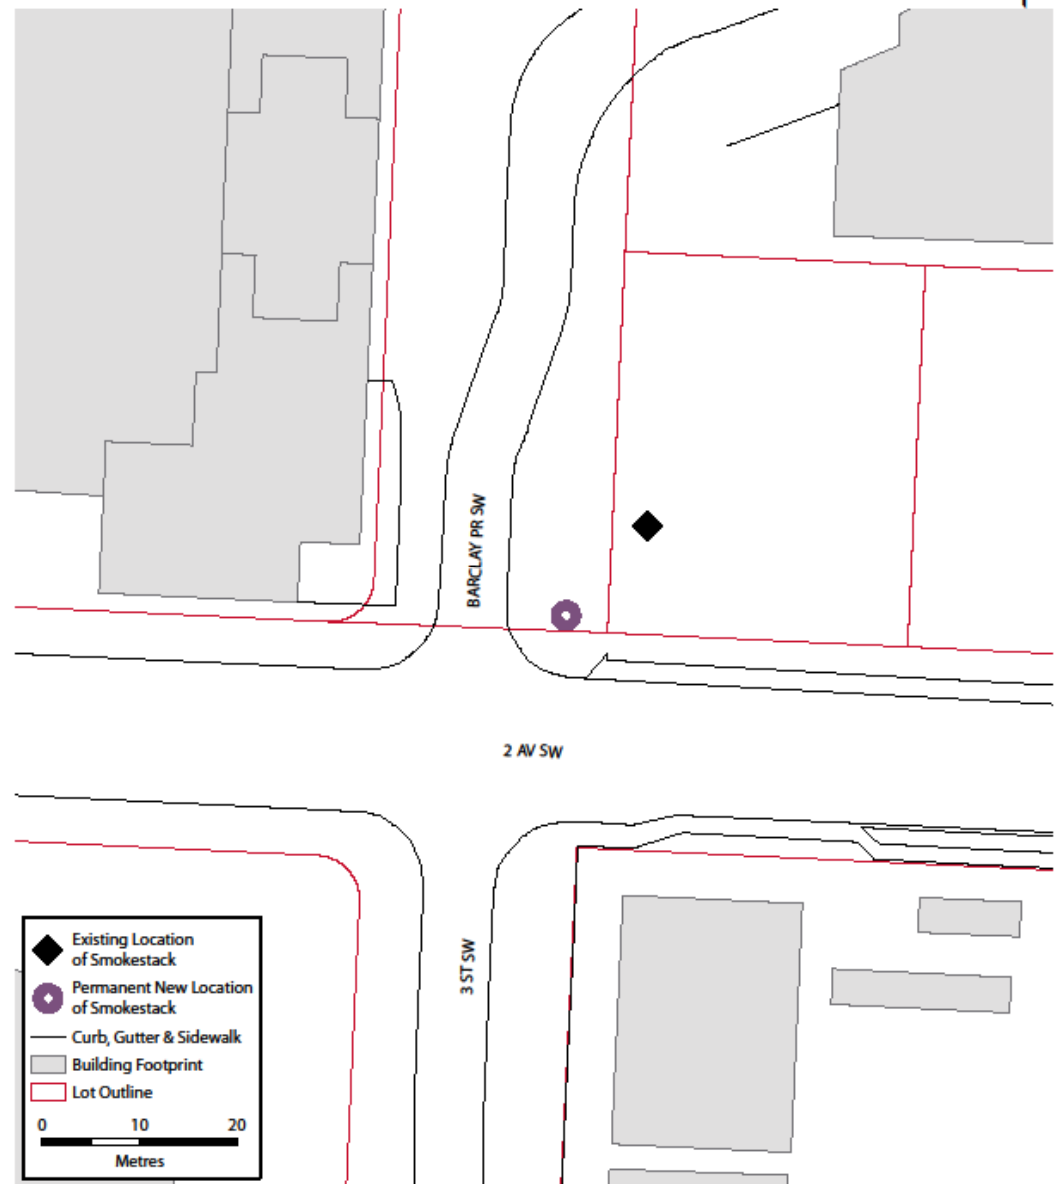 BARCLAY PR SW
2 AV SW
3 ST SW
Existing Location
of Smokestack
Permanent New Location
of Smokestack
Curb, Gutter & Sidewalk
Building Footprint
Lot Outline
0 10 20
Metres